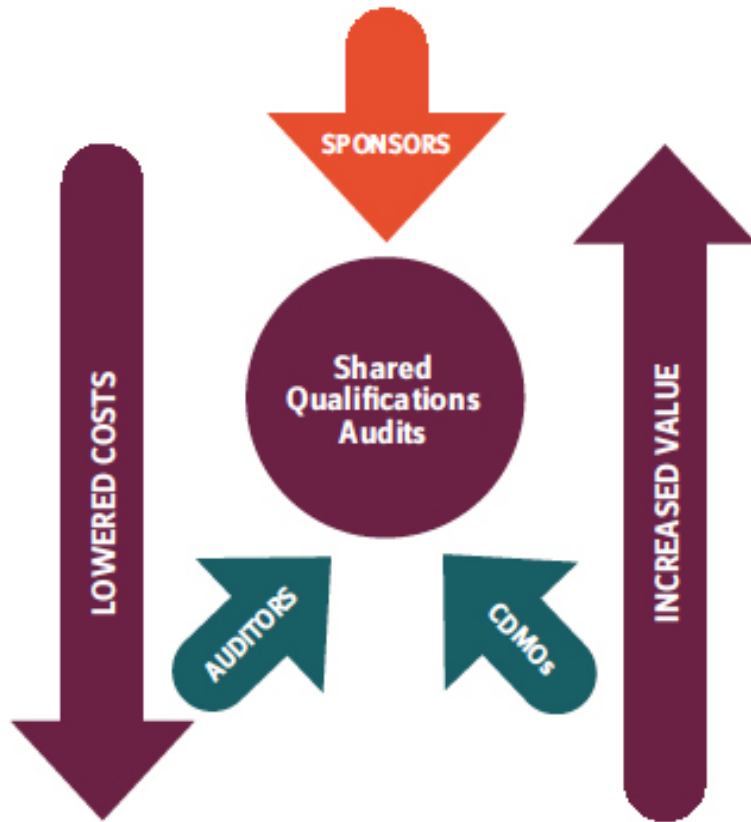 SPONSORS
LOWERED COSTS
Shared
Qualifications
Audits
INCREASED VALUE
AUDITORS
CDMOs